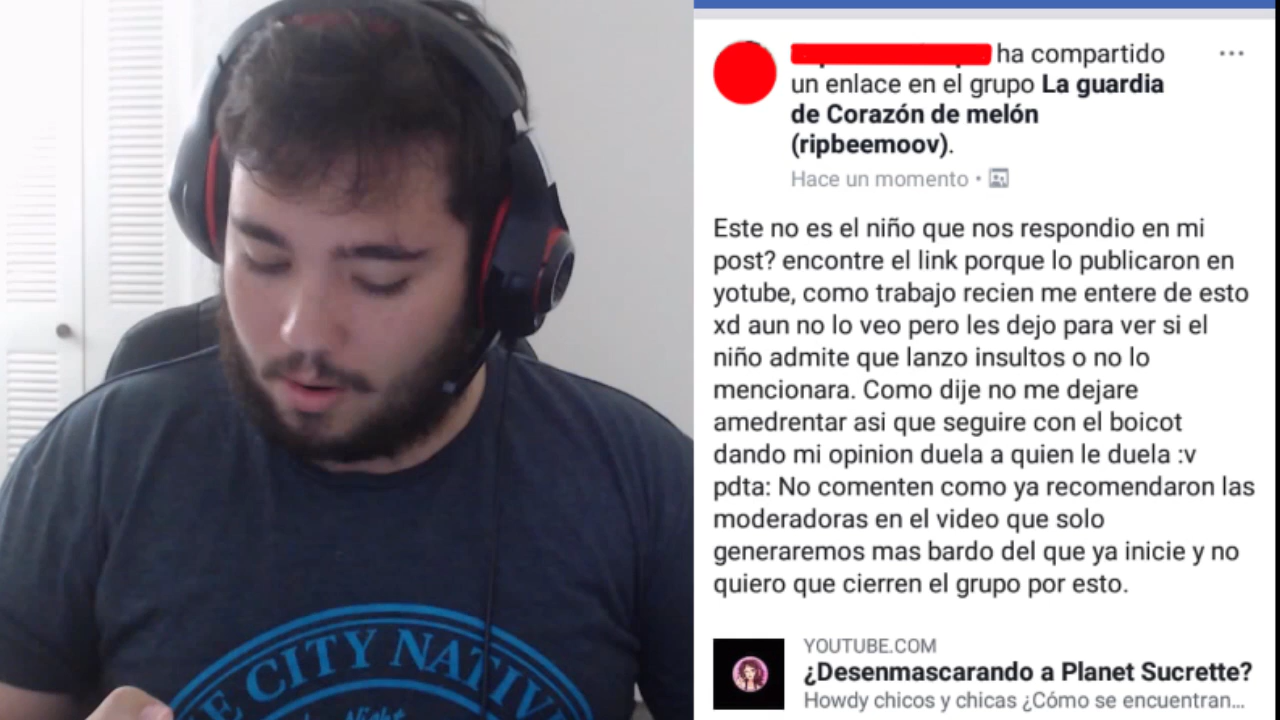 ha compartido
un enlace en el grupo La guardia
de Corazón de melón
(ripbeemoov).
Hace un momento •
Este no es el niño que nos respondio en mi
post? encontre el link porque lo publicaron en
yotube, como trabajo recien me entere de esto
xd aun no lo veo pero les dejo para ver si el
niño admite que lanzo insultos o no lo
mencionara. Como dije no me dejare
amedrentar asi que seguire con el boicot
dando mi opinion duela a quien le duela :v
pdta: No comenten como ya recomendaron las
moderadoras en el video que solo
generaremos mas bardo del que ya inicie y no
quiero que cierren el grupo por esto.
YOUTUBE.COM
¿Desenmascarando a Planet Sucrette?
Howdy chicos y chicas ¿Cómo se encuentran...
E CITY NATIV
Night